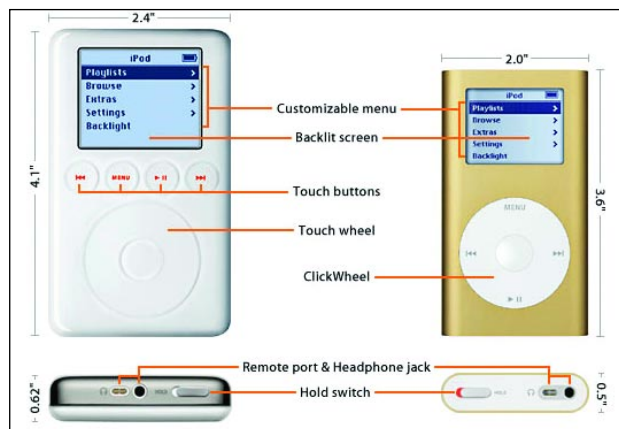 2.4"
iPod
Playlists >
Browse >
Extras >
Settings >
Backlight
4.1"
MENU
2.0"
iPod
Playlists >
Browse >
Extras >
Settings >
Backlight
3.6"
MENU
Customizable menu
Backlit screen
Touch buttons
Touch wheel
ClickWheel
Remote port & Headphone jack
Hold switch
0.62"
HOLD
HOLD
0.5"